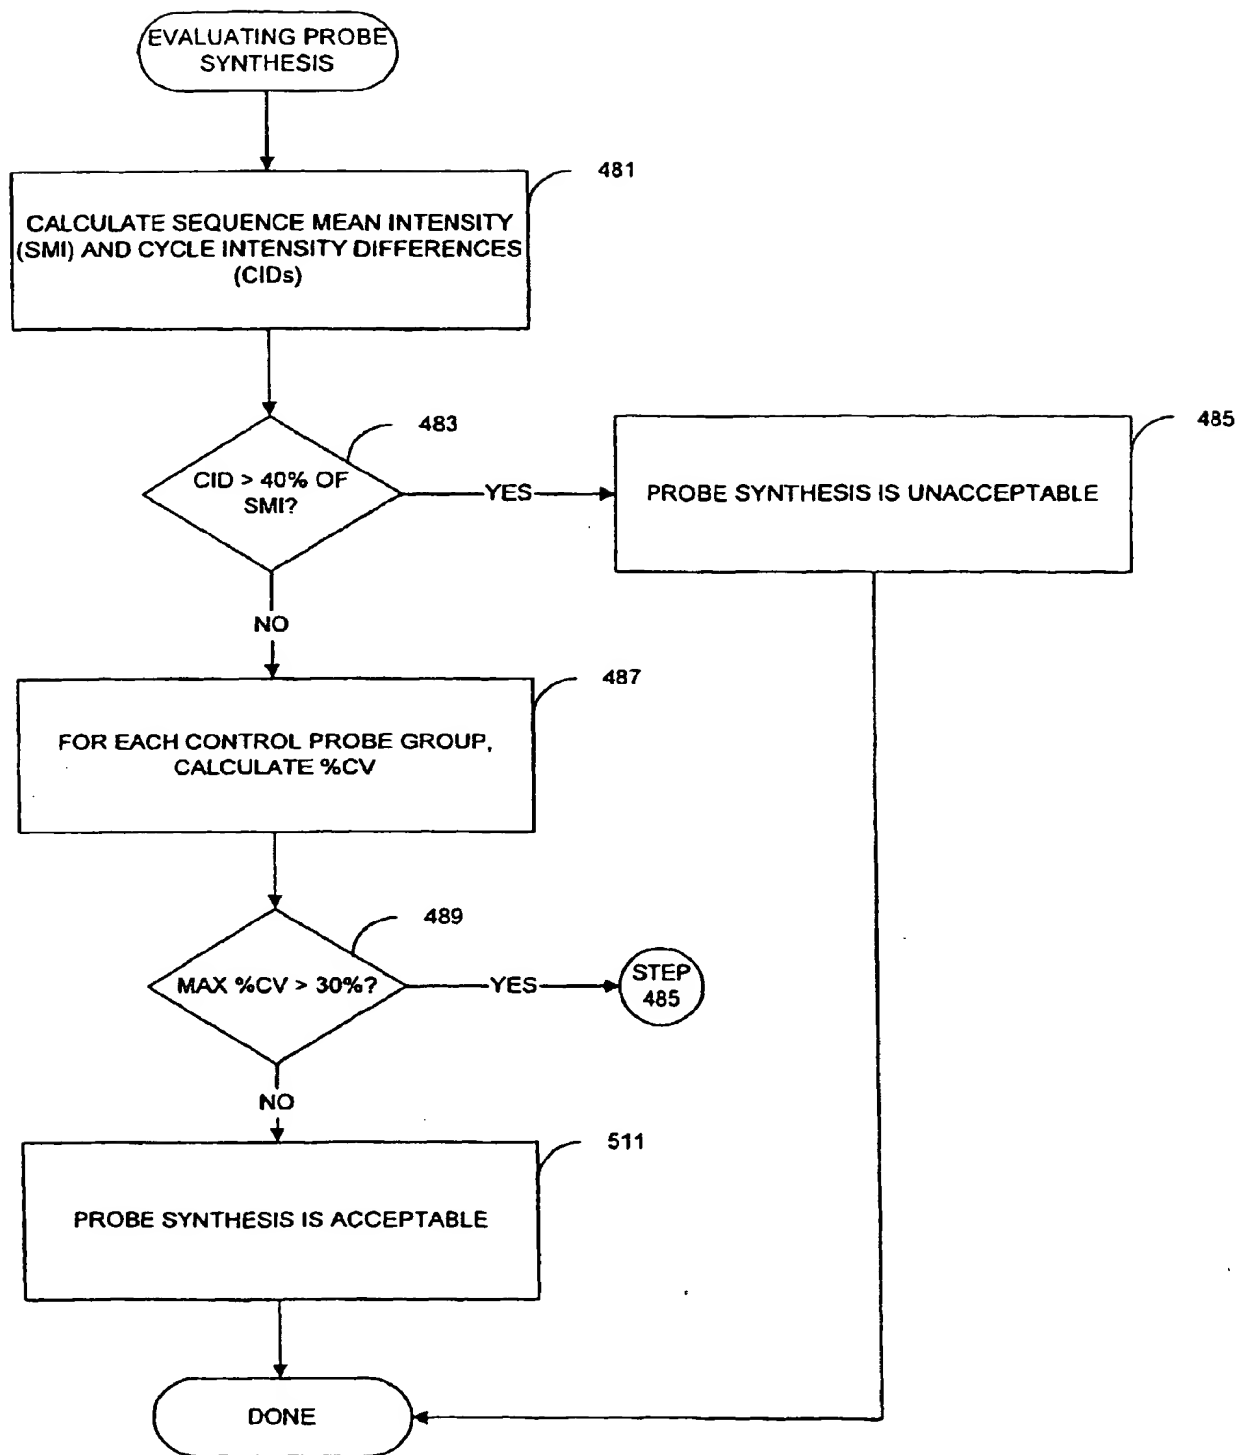 EVALUATING PROBE
SYNTHESIS
481
CALCULATE SEQUENCE MEAN INTENSITY
(SMI) AND CYCLE INTENSITY DIFFERENCES
(CIDs)
483
CID > 40% OF
SMI?
YES
485
PROBE SYNTHESIS IS UNACCEPTABLE
NO
487
FOR EACH CONTROL PROBE GROUP,
CALCULATE %CV
489
MAX %CV > 30%?
YES
STEP
485
NO
511
PROBE SYNTHESIS IS ACCEPTABLE
DONE